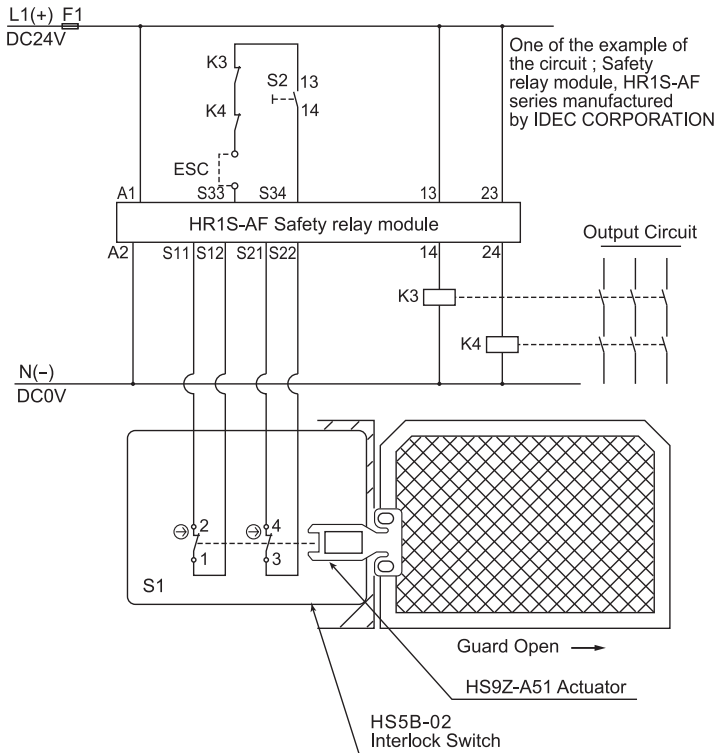 L1(+) F1
DC24V
One of the example of
the circuit ; Safety
relay module, HR1S-AF
series manufactured
by IDEC CORPORATION
K3
S2 13
K4 14
ESC
A1 S33 S34 13 23
HR1S-AF Safety relay module
A2 S11 S12 S21 S22 14 24
Output Circuit
K3
K4
N(−)
DC0V
2 4
1 3
S1
Guard Open
HS9Z-A51 Actuator
HS5B-02
Interlock Switch